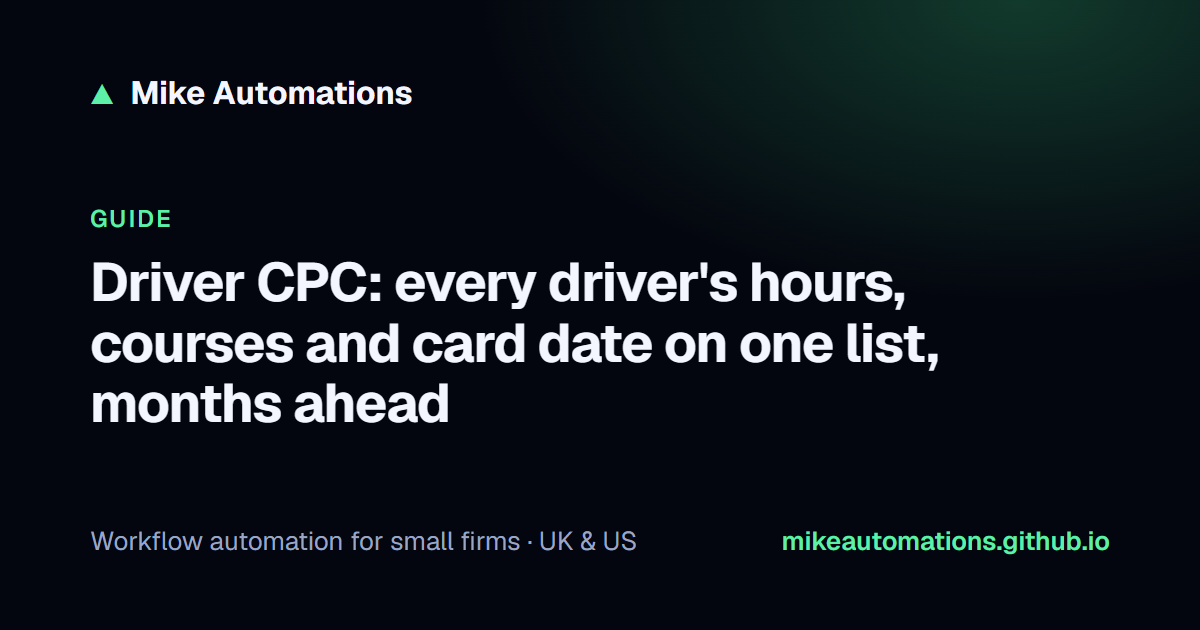 Mike Automations
GUIDE
Driver CPC: every driver's hours,
courses and card date on one list,
months ahead
Workflow automation for small firms · UK & US
mikeautomations.github.io